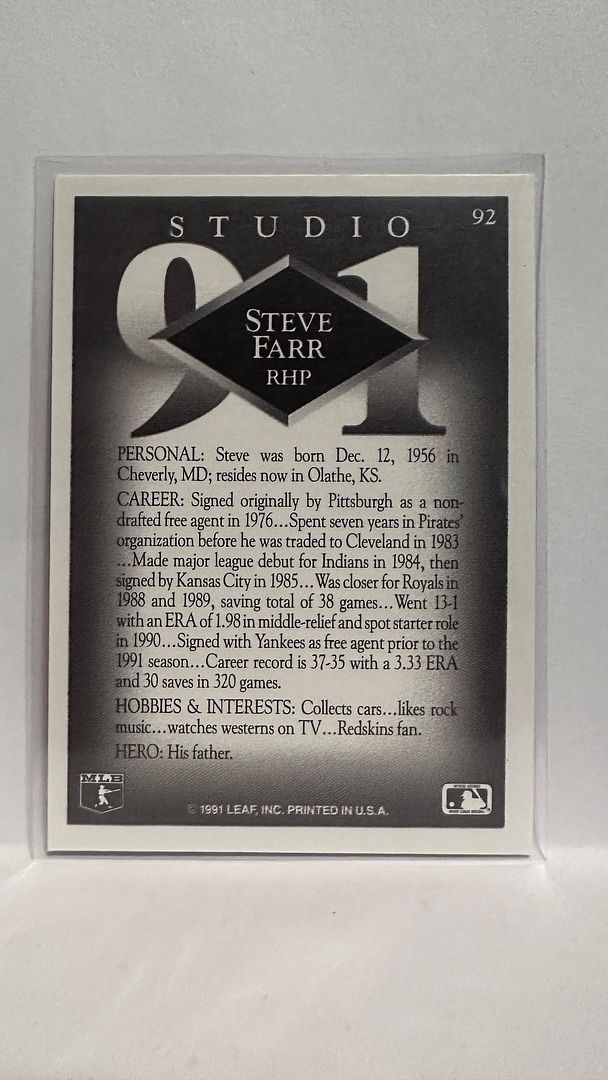 STUDIO
92
91
STEVE
FARR
RHP
PERSONAL: Steve was born Dec. 12, 1956 in
Cheverly, MD; resides now in Olathe, KS.
CAREER: Signed originally by Pittsburgh as a non-
drafted free agent in 1976...Spent seven years in Pirates'
organization before he was traded to Cleveland in 1983
...Made major league debut for Indians in 1984, then
signed by Kansas City in 1985...Was closer for Royals in
1988 and 1989, saving total of 38 games...Went 13-1
with an ERA of 1.98 in middle-relief and spot starter role
in 1990...Signed with Yankees as free agent prior to the
1991 season...Career record is 37-35 with a 3.33 ERA
and 30 saves in 320 games.
HOBBIES & INTERESTS: Collects cars...likes rock
music...watches westerns on TV...Redskins fan.
HERO: His father.
MLB
© 1991 LEAF, INC. PRINTED IN U.S.A.